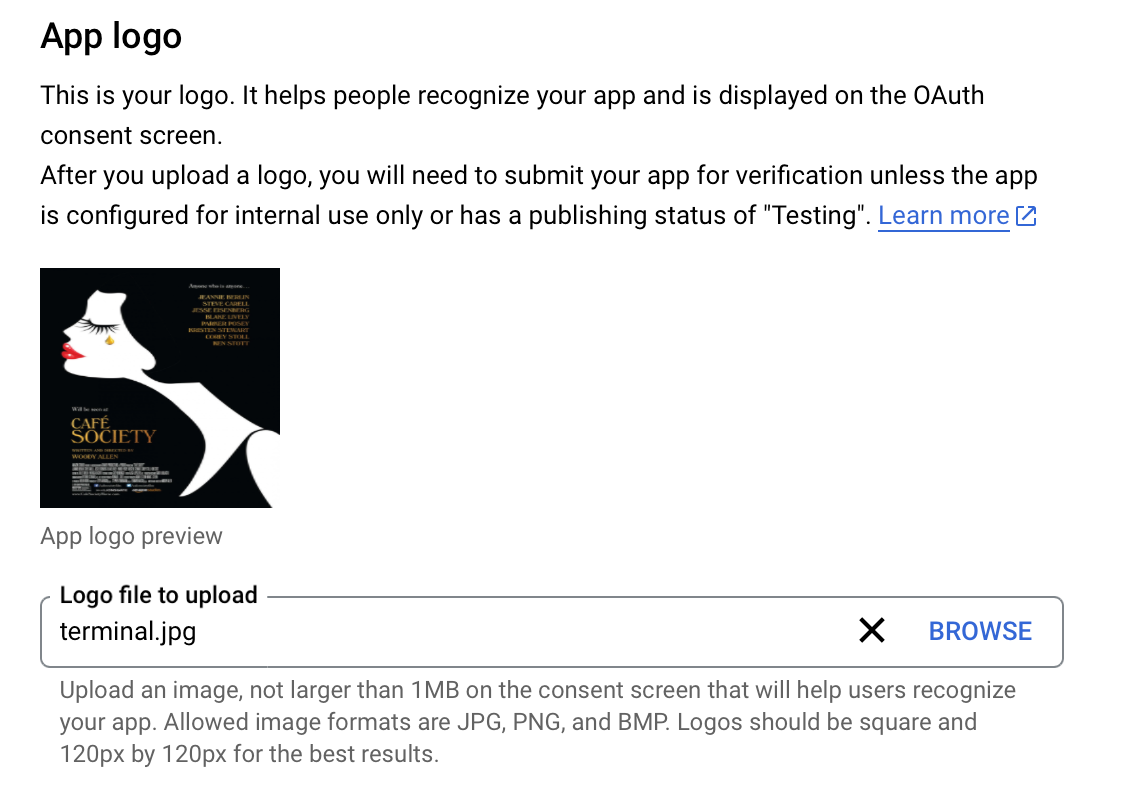 App logo
This is your logo. It helps people recognize your app and is displayed on the OAuth
consent screen.
After you upload a logo, you will need to submit your app for verification unless the app
is configured for internal use only or has a publishing status of "Testing". Learn more
Anyone who is anyone...
JEANNIE BERLIN
STEVE CARELL
JESSE EISENBERG
BLAKE LIVELY
PARKER POSEY
KRISTEN STEWART
COREY STOLL
KEN STOTT
Will be seen at
CAFÉ
SOCIETY
WRITTEN AND DIRECTED BY
WOODY ALLEN
App logo preview
Logo file to upload
terminal.jpg
BROWSE
Upload an image, not larger than 1MB on the consent screen that will help users recognize
your app. Allowed image formats are JPG, PNG, and BMP. Logos should be square and
120px by 120px for the best results.